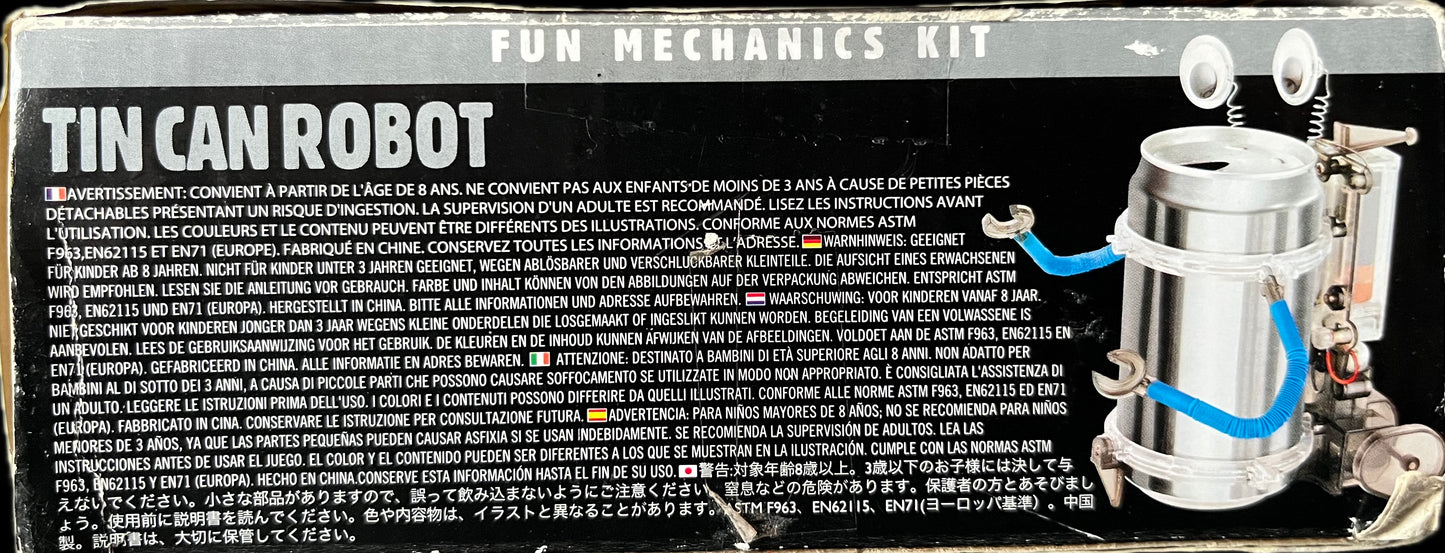 FUN MECHANICS KIT
TIN CAN ROBOT
AVERTISSEMENT: CONVIENT À PARTIR DE L'ÂGE DE 8 ANS. NE CONVIENT PAS AUX ENFANTS DE MOINS DE 3 ANS À CAUSE DE PETITES PIÈCES
DÉTACHABLES PRÉSENTANT UN RISQUE D'INGESTION. LA SUPERVISION D'UN ADULTE EST RECOMMANDÉ. LISEZ LES INSTRUCTIONS AVANT
L'UTILISATION. LES COULEURS ET LE CONTENU PEUVENT ÊTRE DIFFÉRENTS DES ILLUSTRATIONS. CONFORME AUX NORMES ASTM
F963,EN62115 ET EN71 (EUROPE). FABRIQUÉ EN CHINE. CONSERVEZ TOUTES LES INFORMATIONS L'ADRESSE. WARNHINWEIS: GEEIGNET
FÜR KINDER AB 8 JAHREN. NICHT FÜR KINDER UNTER 3 JAHREN GEEIGNET, WEGEN ABLÖSBARER UND VERSCHLUCKBARER KLEINTEILE. DIE AUFSICHT EINES ERWACHSENEN
WIRD EMPFOHLEN. LESEN SIE DIE ANLEITUNG VOR GEBRAUCH. FARBE UND INHALT KÖNNEN VON DEN ABBILDUNGEN AUF DER VERPACKUNG ABWEICHEN. ENTSPRICHT ASTM
F963, EN62115 UND EN71 (EUROPA). HERGESTELLT IN CHINA. BITTE ALLE INFORMATIONEN UND ADRESSE AUFBEWAHREN. WAARSCHUWING: VOOR KINDEREN VANAF 8 JAAR.
NIET GESCHIKT VOOR KINDEREN JONGER DAN 3 JAAR WEGENS KLEINE ONDERDELEN DIE LOSGEMAAKT OF INGESLIKT KUNNEN WORDEN. BEGELEIDING VAN EEN VOLWASSENE IS
AANBEVOLEN. LEES DE GEBRUIKSAANWIJZING VOOR HET GEBRUIK. DE KLEUREN EN DE INHOUD KUNNEN AFWIJKEN VAN DE AFBEELDINGEN. VOLDOET AAN DE ASTM F963, EN62115 EN
EN71 (EUROPA). GEFABRICEERD IN CHINA. ALLE INFORMATIE EN ADRES BEWAREN. ATTENZIONE: DESTINATO A BAMBINI DI ETÀ SUPERIORE AGLI 8 ANNI. NON ADATTO PER
BAMBINI AL DI SOTTO DEI 3 ANNI, A CAUSA DI PICCOLE PARTI CHE POSSONO CAUSARE SOFFOCAMENTO SE UTILIZZATE IN MODO NON APPROPRIATO. È CONSIGLIATA L'ASSISTENZA DI
UN ADULTO. LEGGERE LE ISTRUZIONI PRIMA DELL'USO. I COLORI E I CONTENUTI POSSONO DIFFERIRE DA QUELLI ILLUSTRATI. CONFORME ALLE NORME ASTM F963, EN62115 ED EN71
(EUROPA). FABBRICATO IN CINA. CONSERVARE LE ISTRUZIONE PER CONSULTAZIONE FUTURA. ADVERTENCIA: PARA NIÑOS MAYORES DE 8 AÑOS; NO SE RECOMIENDA PARA NIÑOS
MENORES DE 3 AÑOS, YA QUE LAS PARTES PEQUEÑAS PUEDEN CAUSAR ASFIXIA SI SE USAN INDEBIDAMENTE. SE RECOMIENDA LA SUPERVISIÓN DE ADULTOS. LEA LAS
INSTRUCCIONES ANTES DE USAR EL JUEGO. EL COLOR Y EL CONTENIDO PUEDEN SER DIFERENTES A LOS QUE SE MUESTRAN EN LA ILUSTRACIÓN. CUMPLE CON LAS NORMAS ASTM
F963, EN62115 Y EN71 (EUROPA). HECHO EN CHINA.CONSERVE ESTA INFORMACIÓN HASTA EL FIN DE SU USO. 警告:対象年齢8歳以上。3歳以下のお子様には決して与
えないでください。小さな部品がありますので、誤って飲み込まないようにご注意ください。窒息などの危険があります。保護者の方とあそびまし
ょう。使用前に説明書を読んでください。色や内容物は、イラストと異なることがあります。ASTM F963、EN62115、EN71(ヨーロッパ基準）。中国
製。説明書は、大切に保管してください。